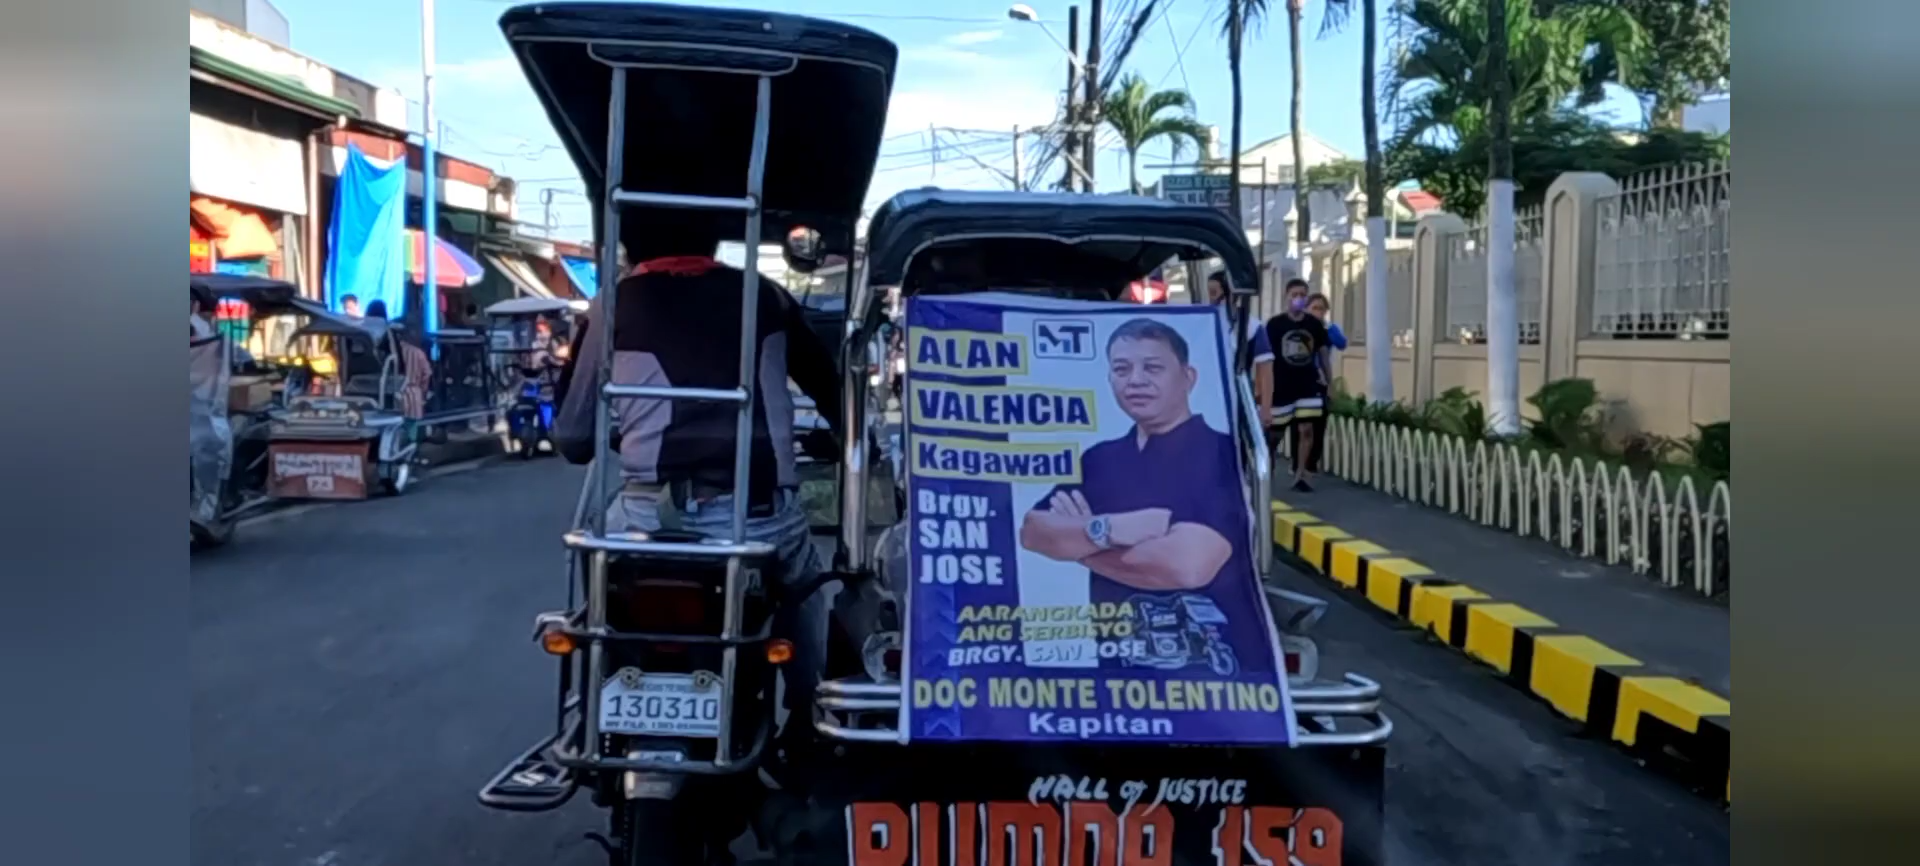 MT
ALAN
VALENCIA
Kagawad
Brgy.
SAN
JOSE
AARANGKADA
ANG SERBISYO
BRGY. SAN JOSE
DOC MONTE TOLENTINO
Kapitan
130310
HALL of JUSTICE